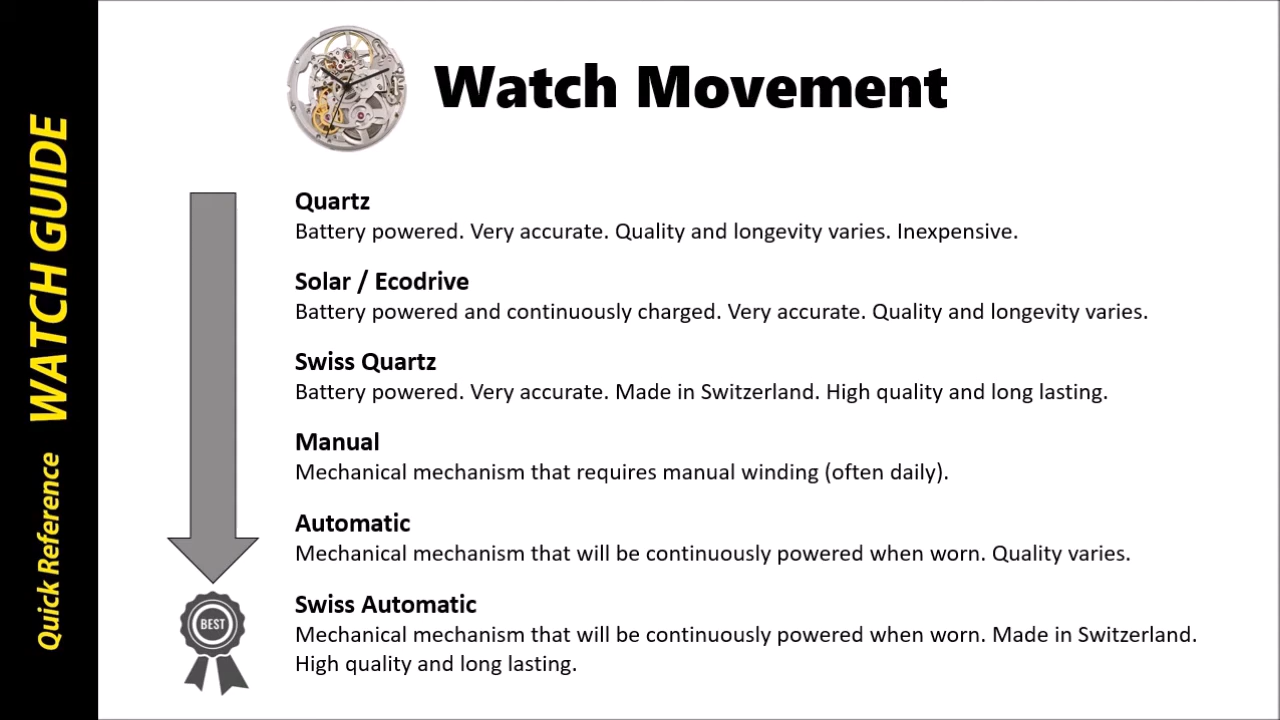 Quick Reference WATCH GUIDE
Watch Movement
Quartz
Battery powered. Very accurate. Quality and longevity varies. Inexpensive.
Solar / Ecodrive
Battery powered and continuously charged. Very accurate. Quality and longevity varies.
Swiss Quartz
Battery powered. Very accurate. Made in Switzerland. High quality and long lasting.
Manual
Mechanical mechanism that requires manual winding (often daily).
Automatic
Mechanical mechanism that will be continuously powered when worn. Quality varies.
BEST
Swiss Automatic
Mechanical mechanism that will be continuously powered when worn. Made in Switzerland.
High quality and long lasting.